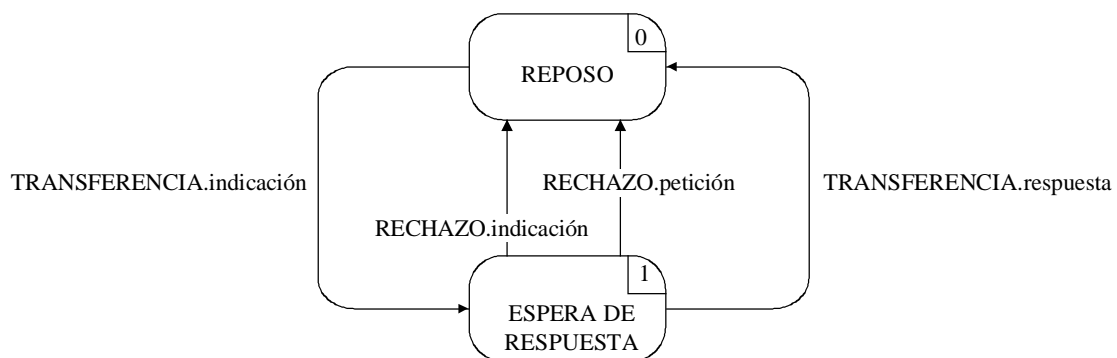 0
REPOSO
TRANSFERENCIA.indicación
RECHAZO.petición
TRANSFERENCIA.respuesta
RECHAZO.indicación
1
ESPERA DE
RESPUESTA